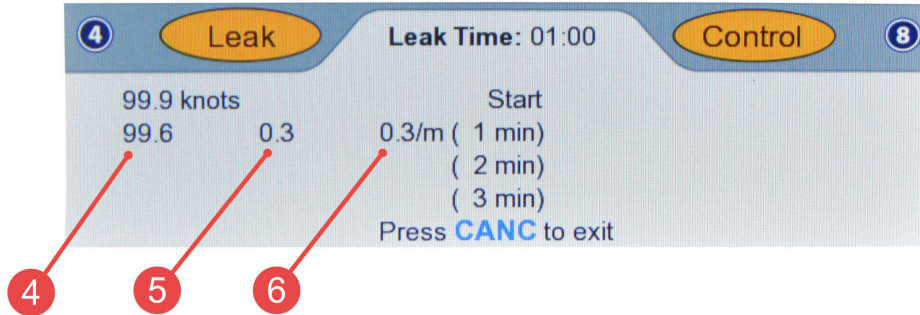 4 Leak Leak Time: 01:00 Control 8
99.9 knots Start
99.6 0.3 0.3/m ( 1 min)
( 2 min)
( 3 min)
Press CANC to exit
4 5 6